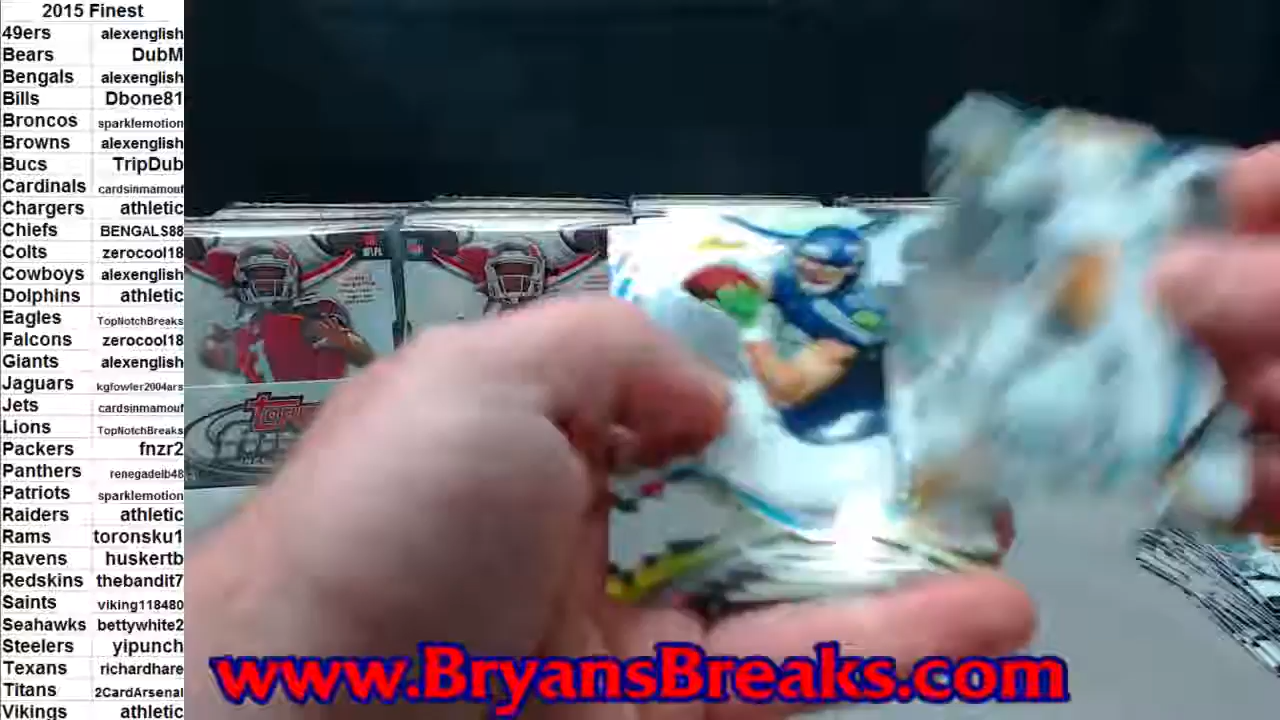 2015 Finest
49ers alexenglish
Bears DubM
Bengals alexenglish
Bills Dbone81
Broncos sparklemotion
Browns alexenglish
Bucs TripDub
Cardinals cardsinmamouf
Chargers athletic
Chiefs BENGALS88
Colts zerocool18
Cowboys alexenglish
Dolphins athletic
Eagles TopNotchBreaks
Falcons zerocool18
Giants alexenglish
Jaguars kgfowler2004ars
Jets cardsinmamouf
Lions TopNotchBreaks
Packers fnzr2
Panthers renegadelb48
Patriots sparklemotion
Raiders athletic
Rams toronsku1
Ravens huskertb
Redskins thebandit7
Saints viking118480
Seahawks bettywhite2
Steelers yipunch
Texans richardhare
Titans 2CardArsenal
Vikings athletic
www.BryansBreaks.com